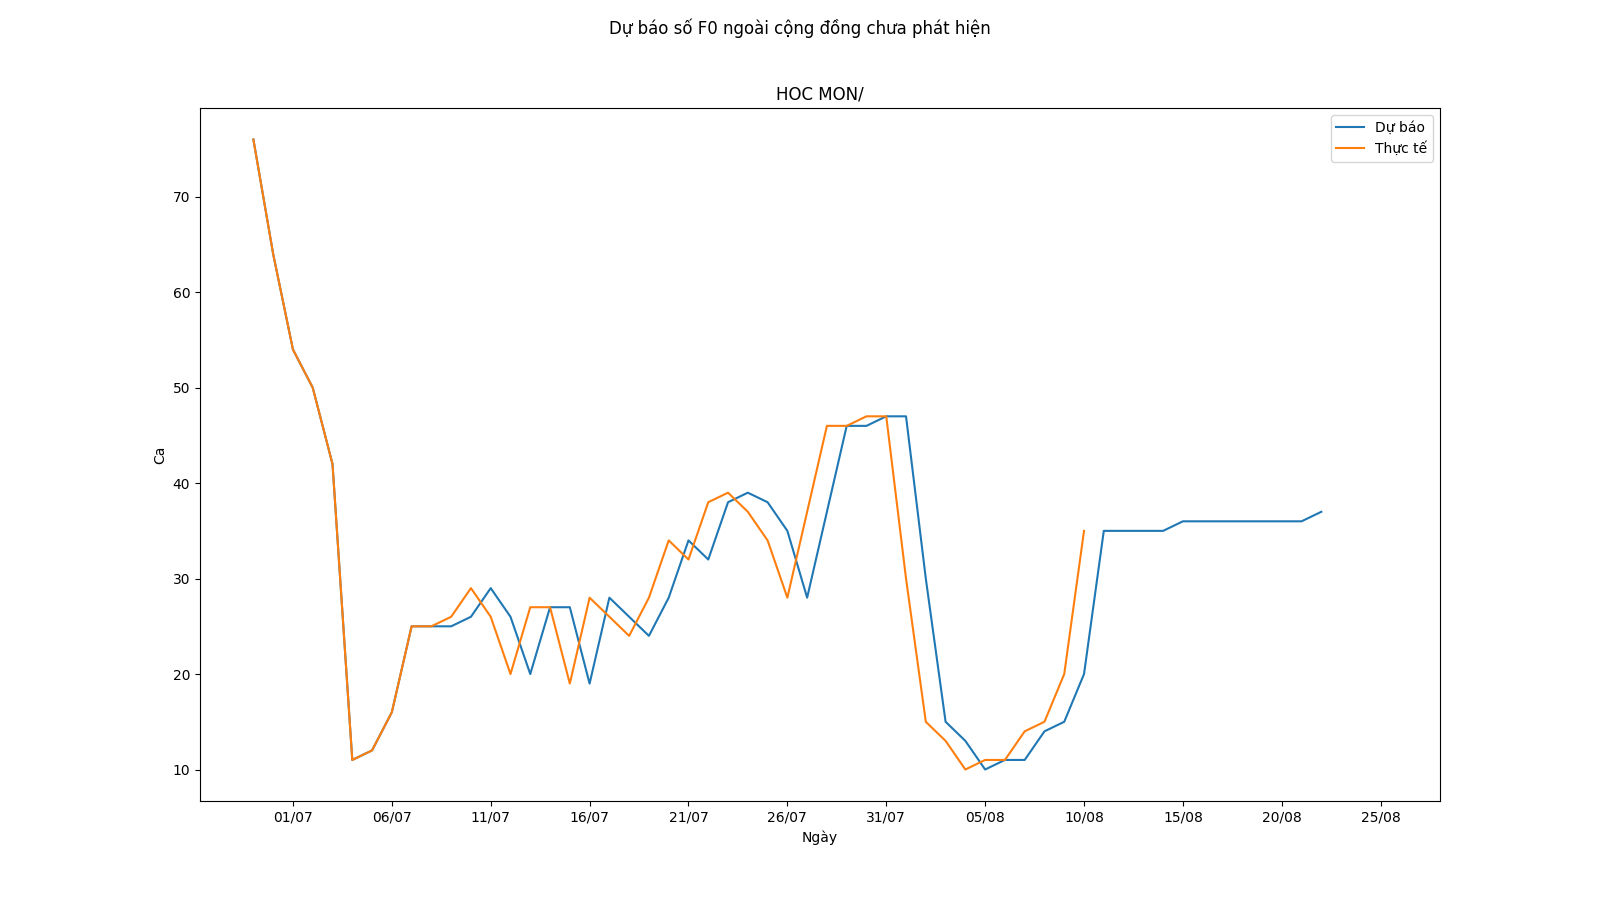 Dự báo số F0 ngoài cộng đồng chưa phát hiện
HOC MON/
Dự báo
Thực tế
70
60
50
40
30
20
10
Ca
01/07 06/07 11/07 16/07 21/07 26/07 31/07 05/08 10/08 15/08 20/08 25/08
Ngày